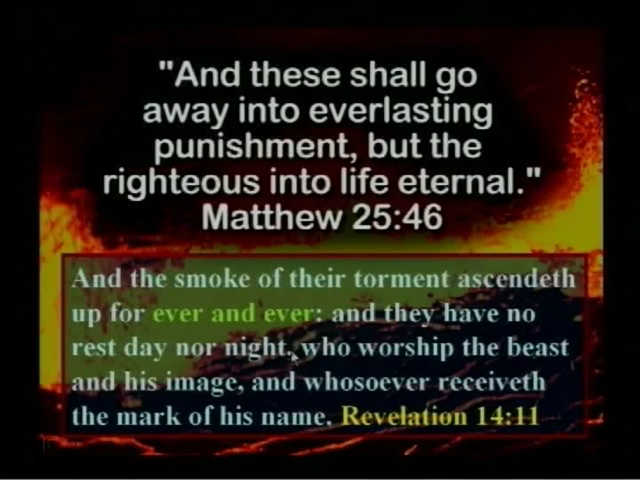 "And these shall go
away into everlasting
punishment, but the
righteous into life eternal."
Matthew 25:46
And the smoke of their torment ascendeth
up for ever and ever: and they have no
rest day nor night, who worship the beast
and his image, and whosoever receiveth
the mark of his name. Revelation 14:11